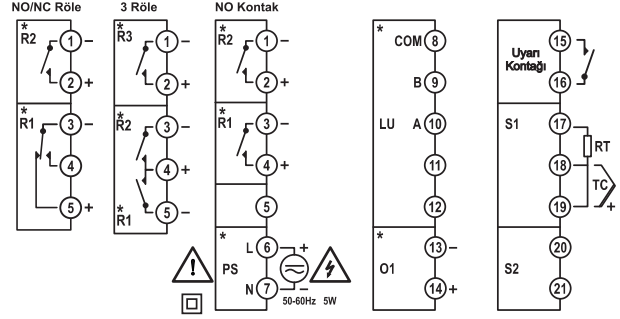 NO/NC Röle
*
R2
1 −
2 +
*
R1
3 −
4
5 +
3 Röle
*
R3
1 −
2 +
*
R2
3 −
4 +
5 −
*
R1
NO Kontak
*
R2
1 −
2 +
*
R1
3 −
4 +
5
*
PS
L 6 +
N 7 −
50-60Hz 5W
*
COM 8
B 9
LU A 10
11
12
*
O1
13 −
14 +
Uyarı
Kontağı
15
16
S1
17
RT
18 −
TC
19 +
S2
20
21